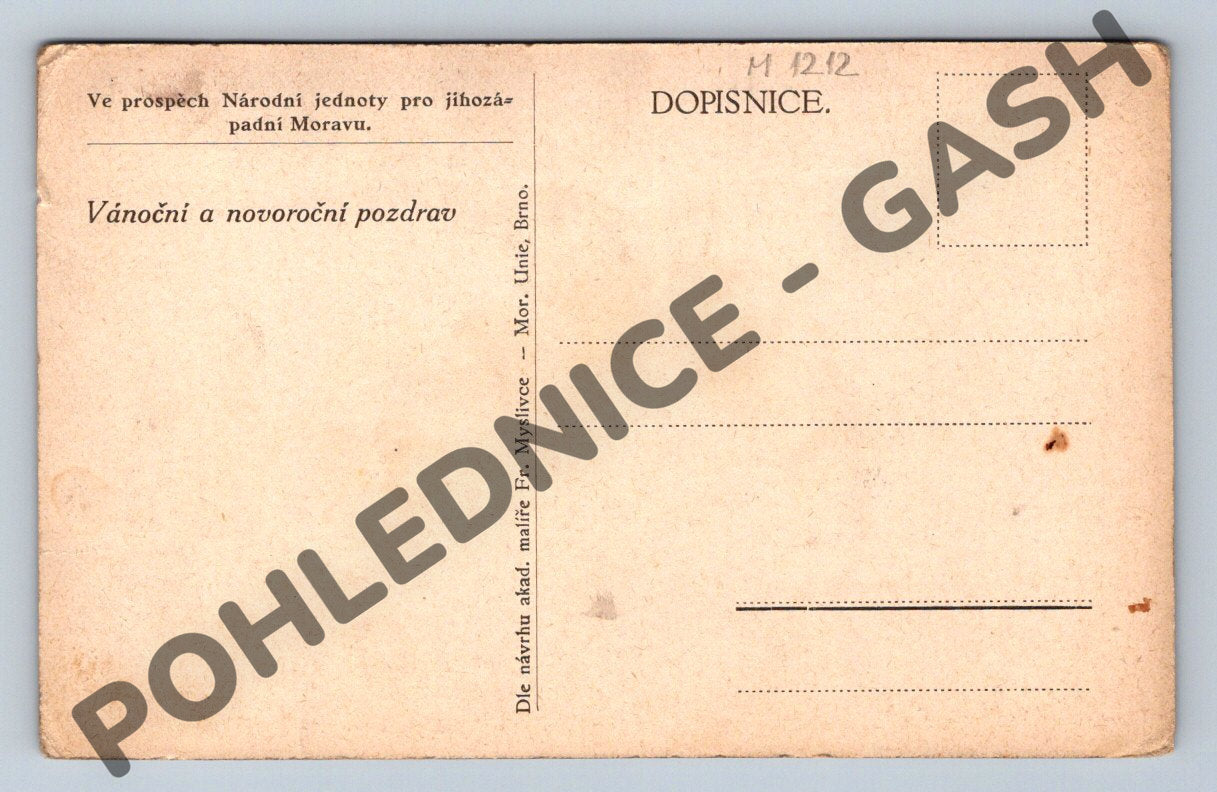 Ve prospěch Národní jednoty pro jihozá=
padní Moravu.
Vánoční a novoroční pozdrav
Dle návrhu akad. malíře Fr. Myslivce -- Mor. Unie, Brno.
M 1212
DOPISNICE.
POHLEDNICE - GASH